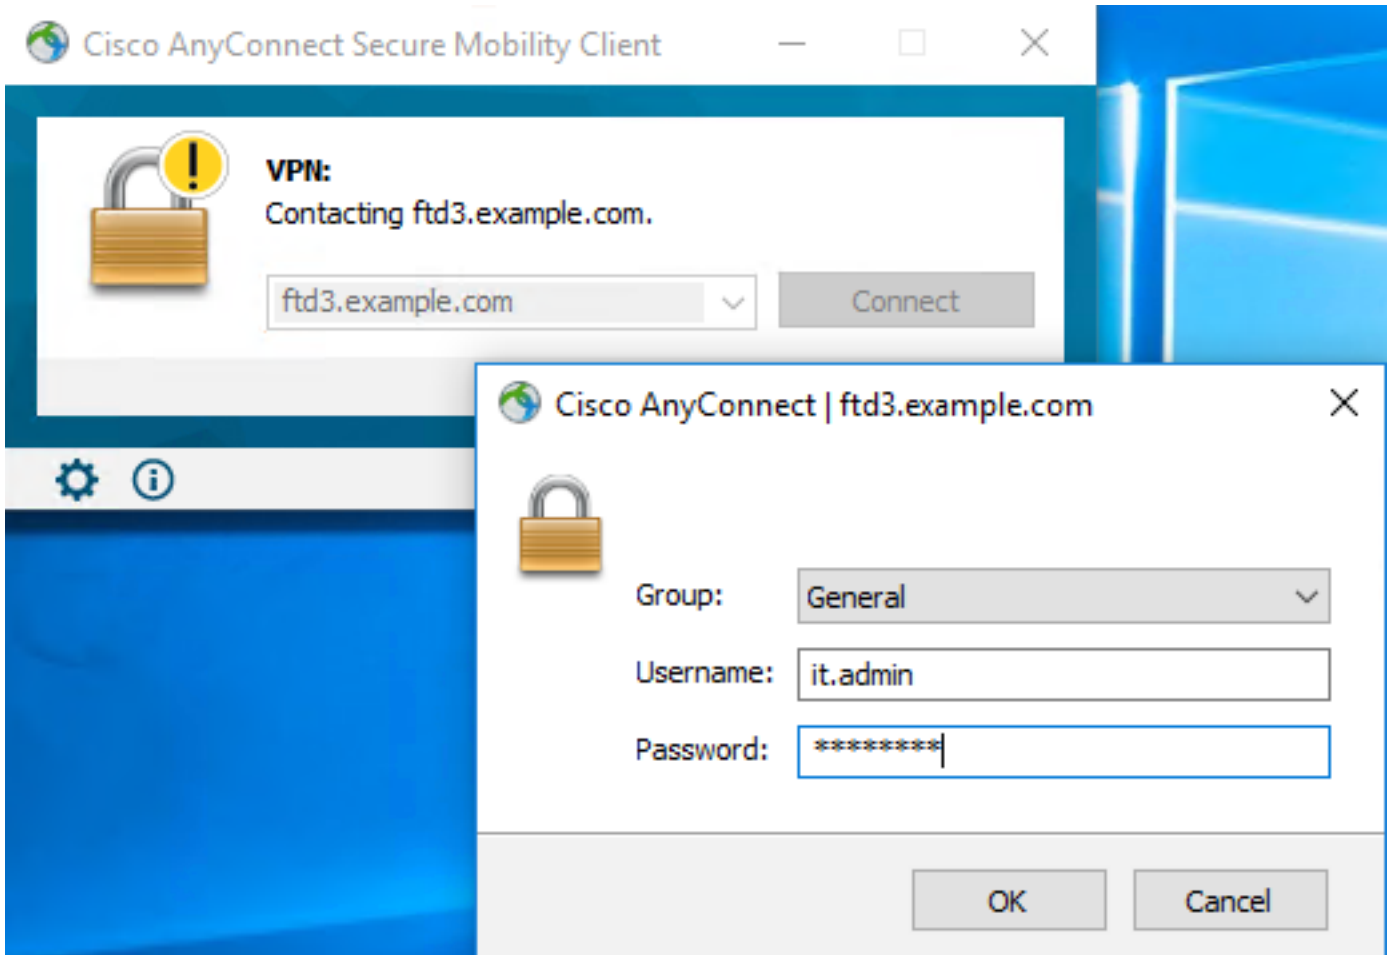 Cisco AnyConnect Secure Mobility Client
VPN:
Contacting ftd3.example.com.
ftd3.example.com
Connect
Cisco AnyConnect | ftd3.example.com
Group:
General
Username:
it.admin
Password:
********
OK
Cancel